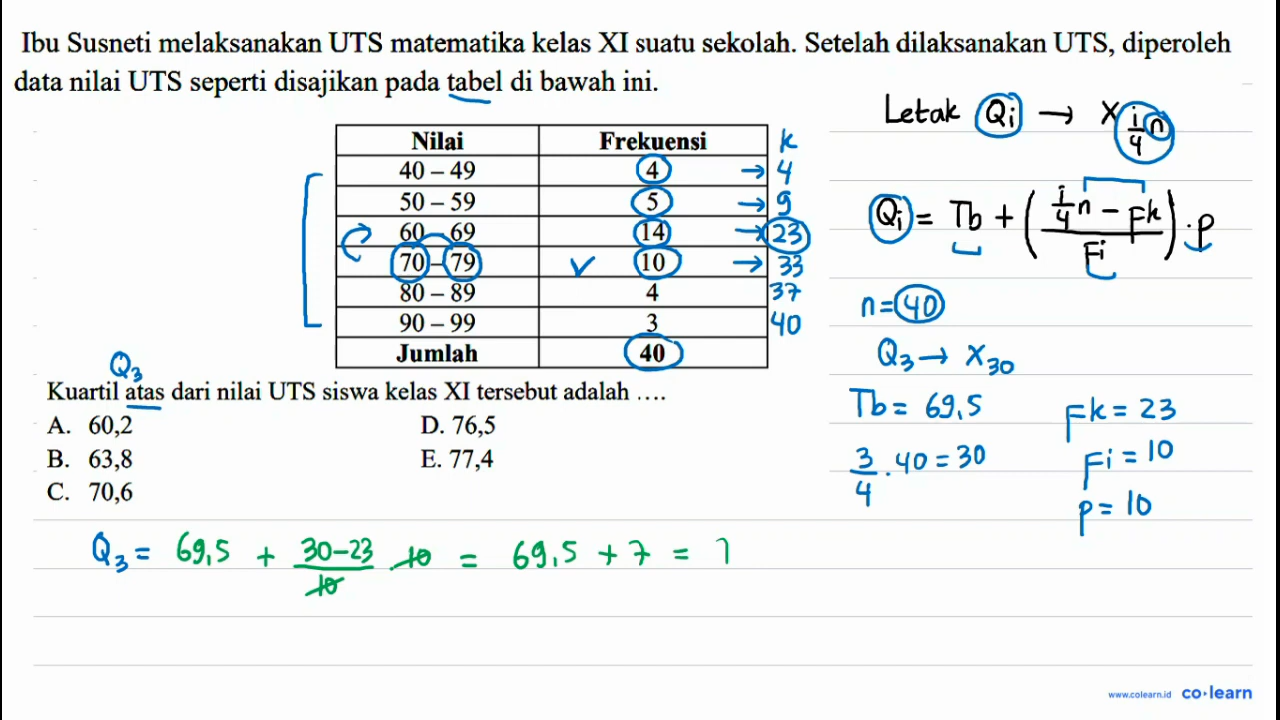 Ibu Susneti melaksanakan UTS matematika kelas XI suatu sekolah. Setelah dilaksanakan UTS, diperoleh
data nilai UTS seperti disajikan pada tabel di bawah ini.
Nilai Frekuensi k
40 – 49 4 → 4
50 – 59 5 → 9
60 – 69 14 → 23
70 – 79 ✓ 10 → 33
80 – 89 4 37
90 – 99 3 40
Jumlah 40
Q₃
Kuartil atas dari nilai UTS siswa kelas XI tersebut adalah ….
A. 60,2
B. 63,8
C. 70,6
D. 76,5
E. 77,4
Letak Qi → X i/4 n
Qi = Tb + ( (i/4 n – Fk) / Fi ) . p
n = 40
Q₃ → X₃₀
Tb = 69,5
3/4 . 40 = 30
Fk = 23
Fi = 10
p = 10
Q₃ = 69,5 + (30-23)/10 . 10 = 69,5 + 7 = 7
www.colearn.id co·learn